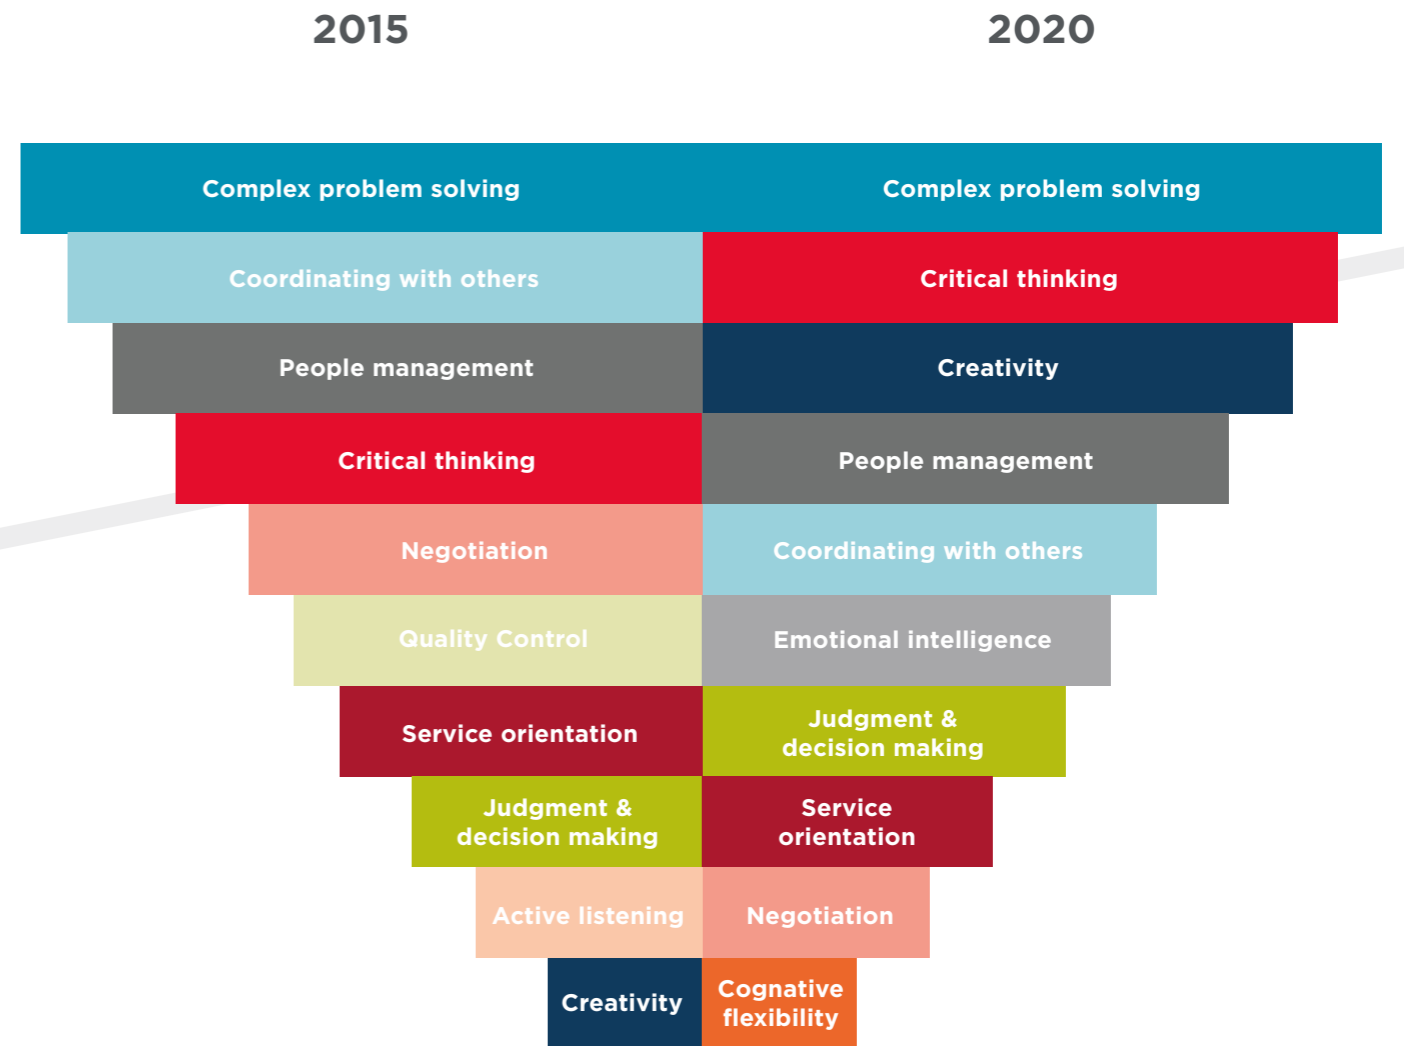 2015
2020
Complex problem solving
Complex problem solving
Coordinating with others
Critical thinking
People management
Creativity
Critical thinking
People management
Negotiation
Coordinating with others
Quality Control
Emotional intelligence
Service orientation
Judgment &
decision making
Judgment &
decision making
Service
orientation
Active listening
Negotiation
Creativity
Cognative
flexibility